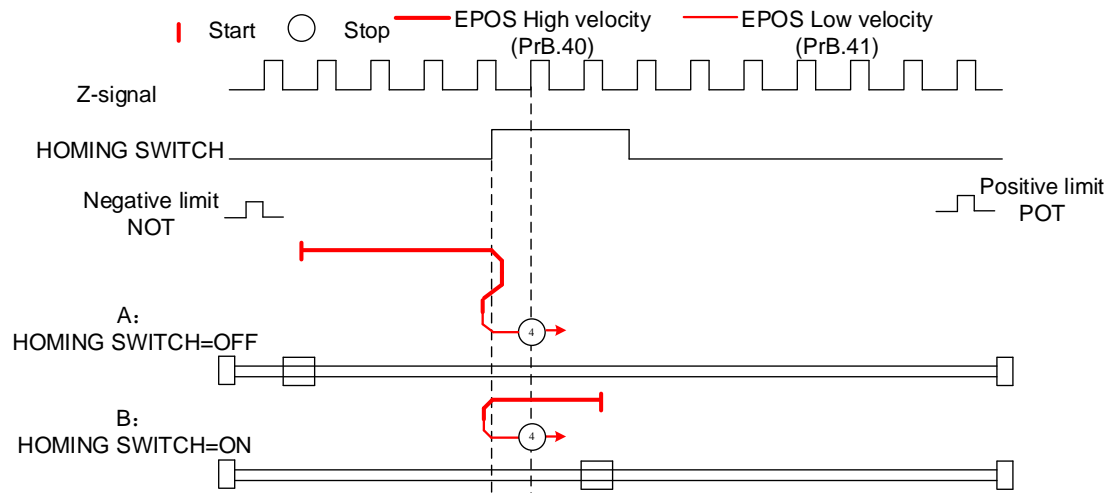 Start
Stop
EPOS High velocity
(PrB.40)
EPOS Low velocity
(PrB.41)
Z-signal
HOMING SWITCH
Negative limit
NOT
Positive limit
POT
A：
HOMING SWITCH=OFF
4
B：
HOMING SWITCH=ON
4